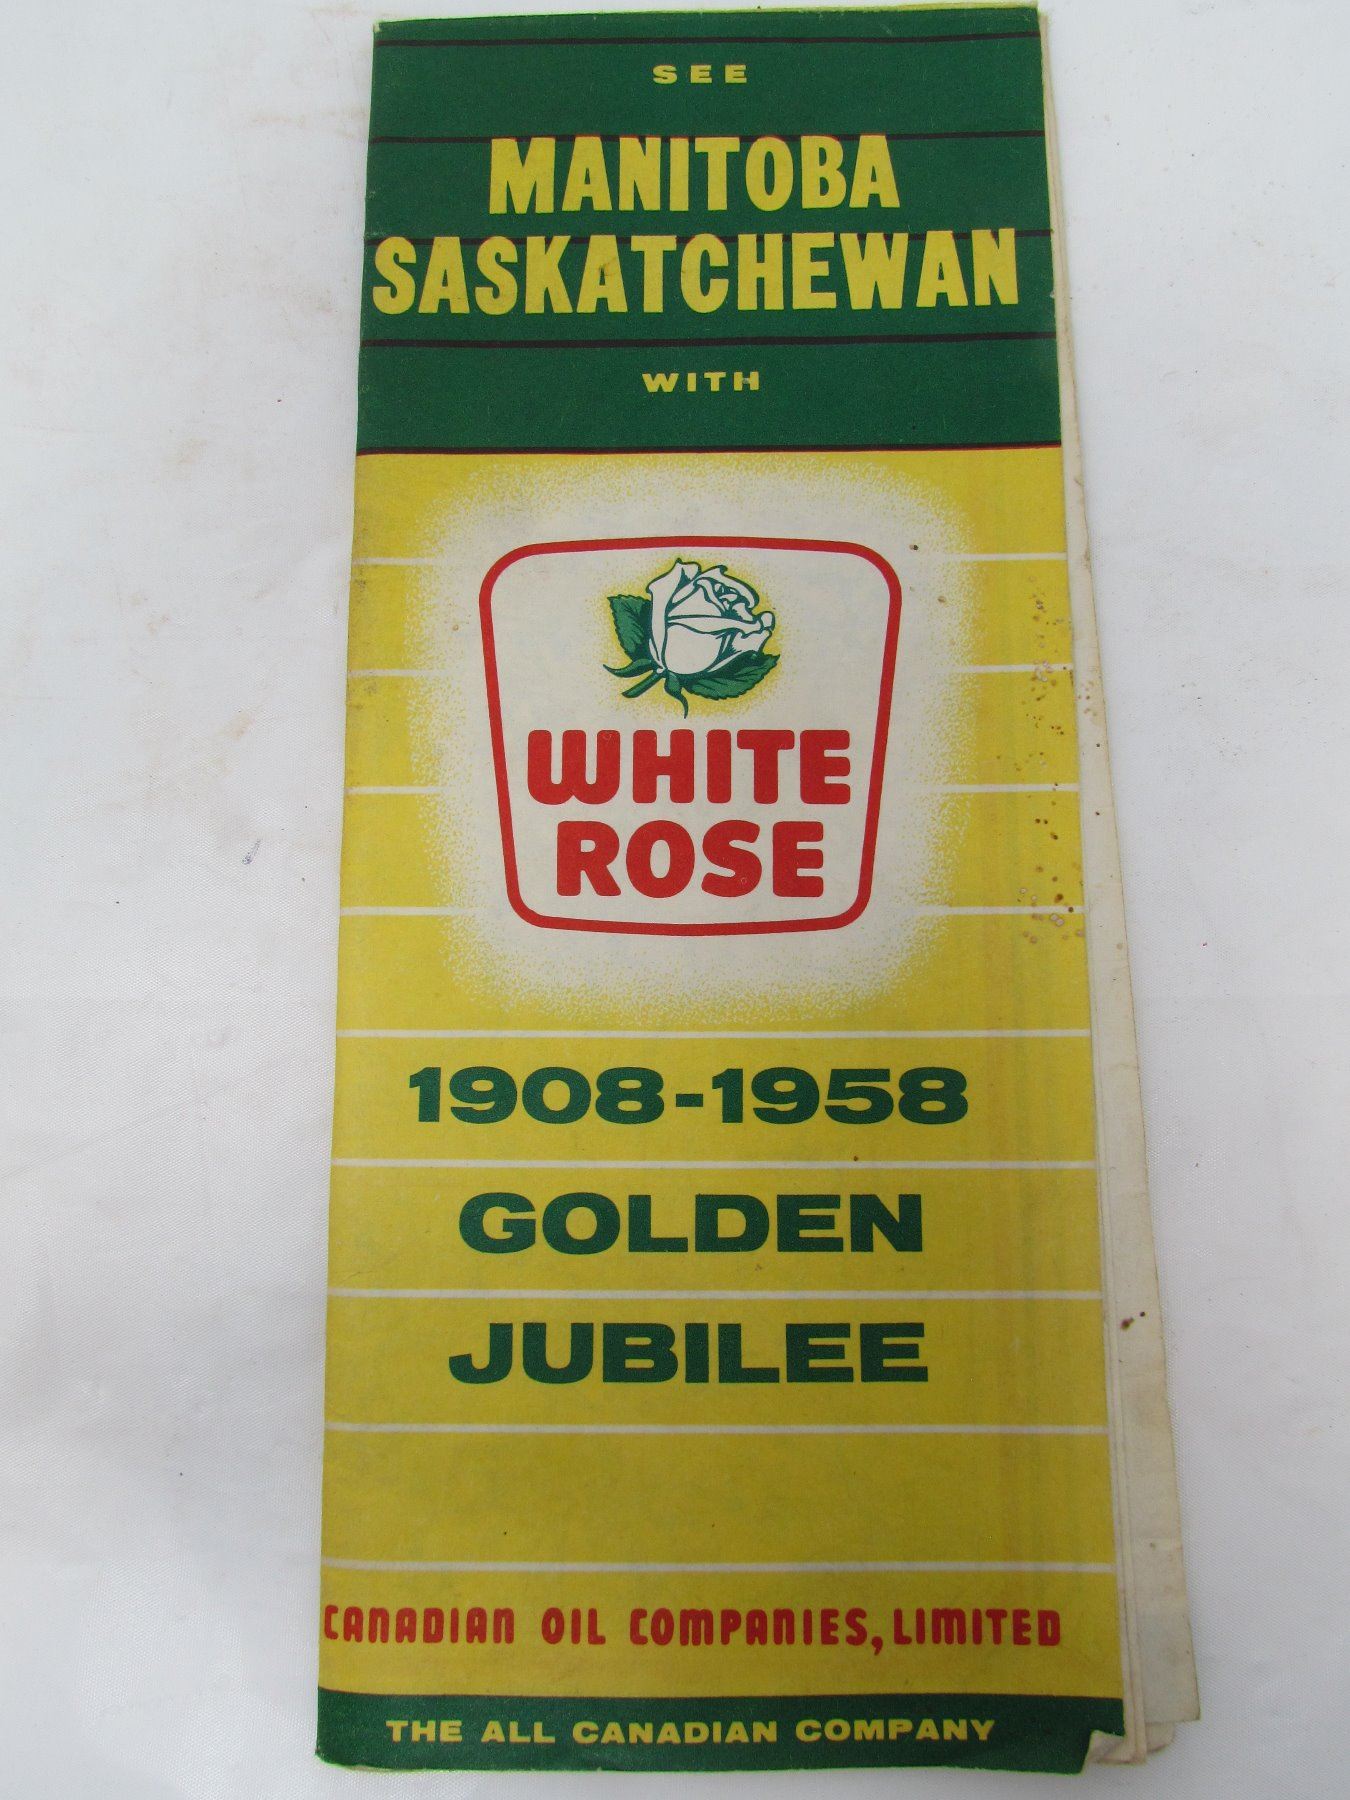 SEE
MANITOBA
SASKATCHEWAN
WITH
WHITE
ROSE
1908-1958
GOLDEN
JUBILEE
CANADIAN OIL COMPANIES, LIMITED
THE ALL CANADIAN COMPANY